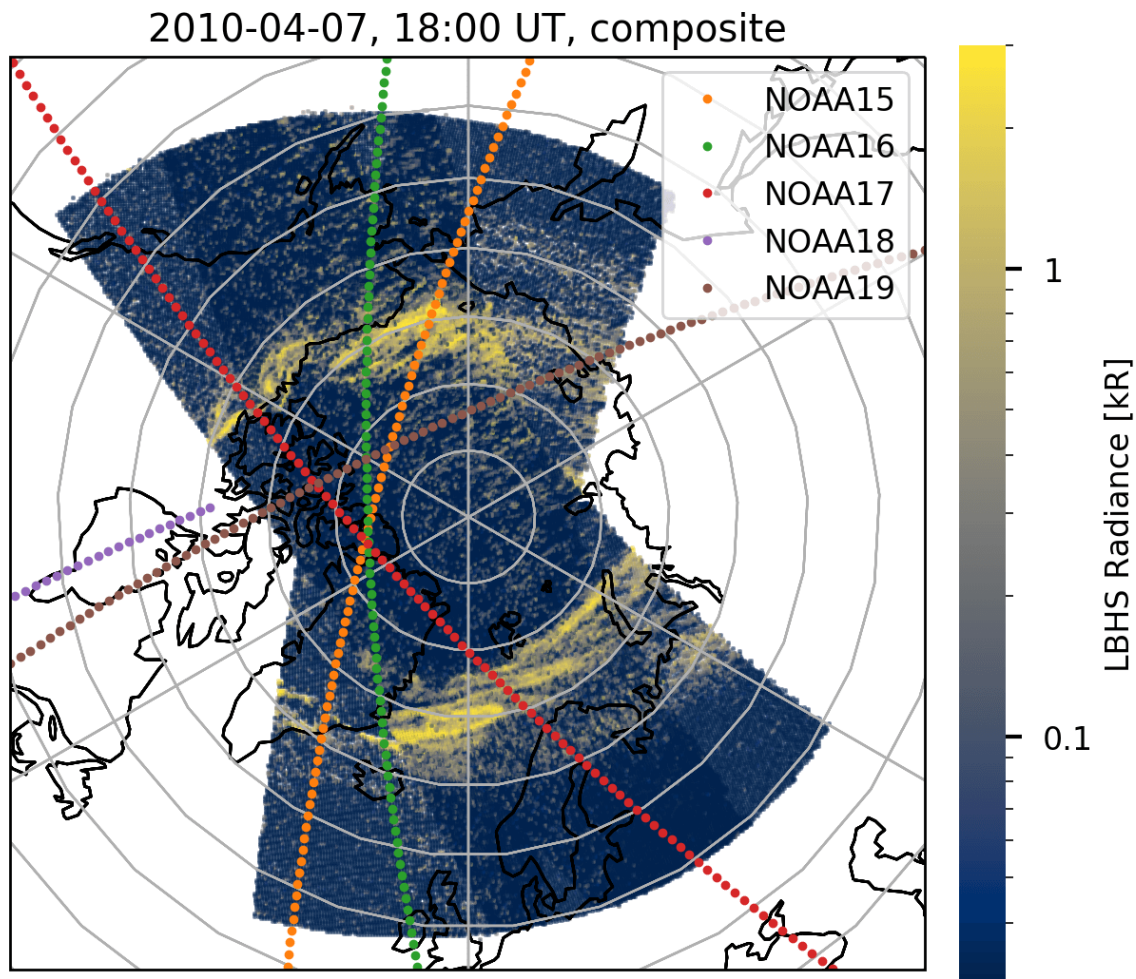 2010-04-07, 18:00 UT, composite
NOAA15
NOAA16
NOAA17
NOAA18
NOAA19
1
0.1
LBHS Radiance [kR]